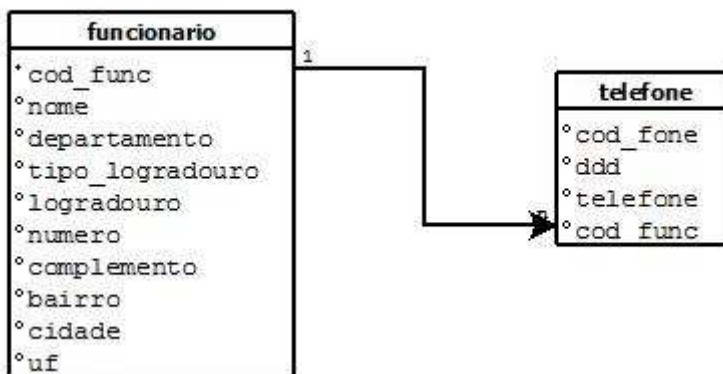 funcionario
cod_func
nome
departamento
tipo_logradouro
logradouro
numero
complemento
bairro
cidade
uf
1
n
telefone
cod_fone
ddd
telefone
cod_func